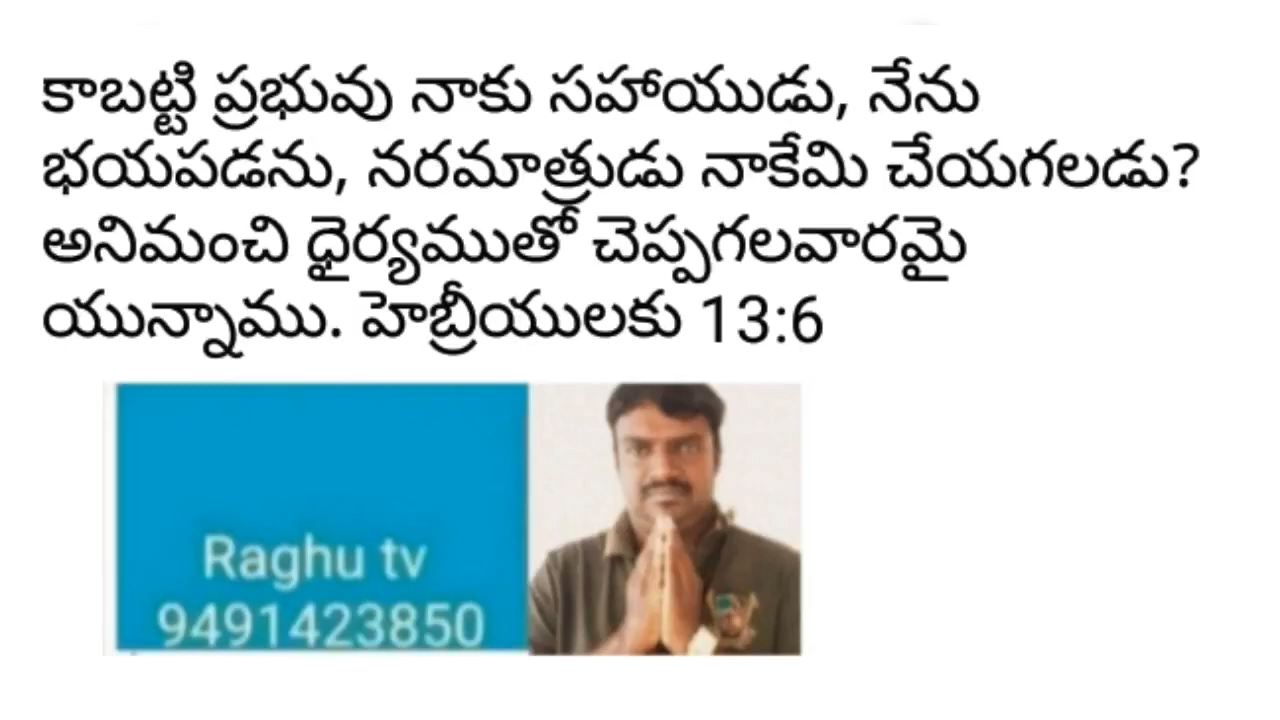 కాబట్టి ప్రభువు నాకు సహాయుడు, నేను
భయపడను, నరమాత్రుడు నాకేమి చేయగలడు?
అనిమంచి ధైర్యముతో చెప్పగలవారమై
యున్నాము. హెబ్రీయులకు 13:6
Raghu tv
9491423850